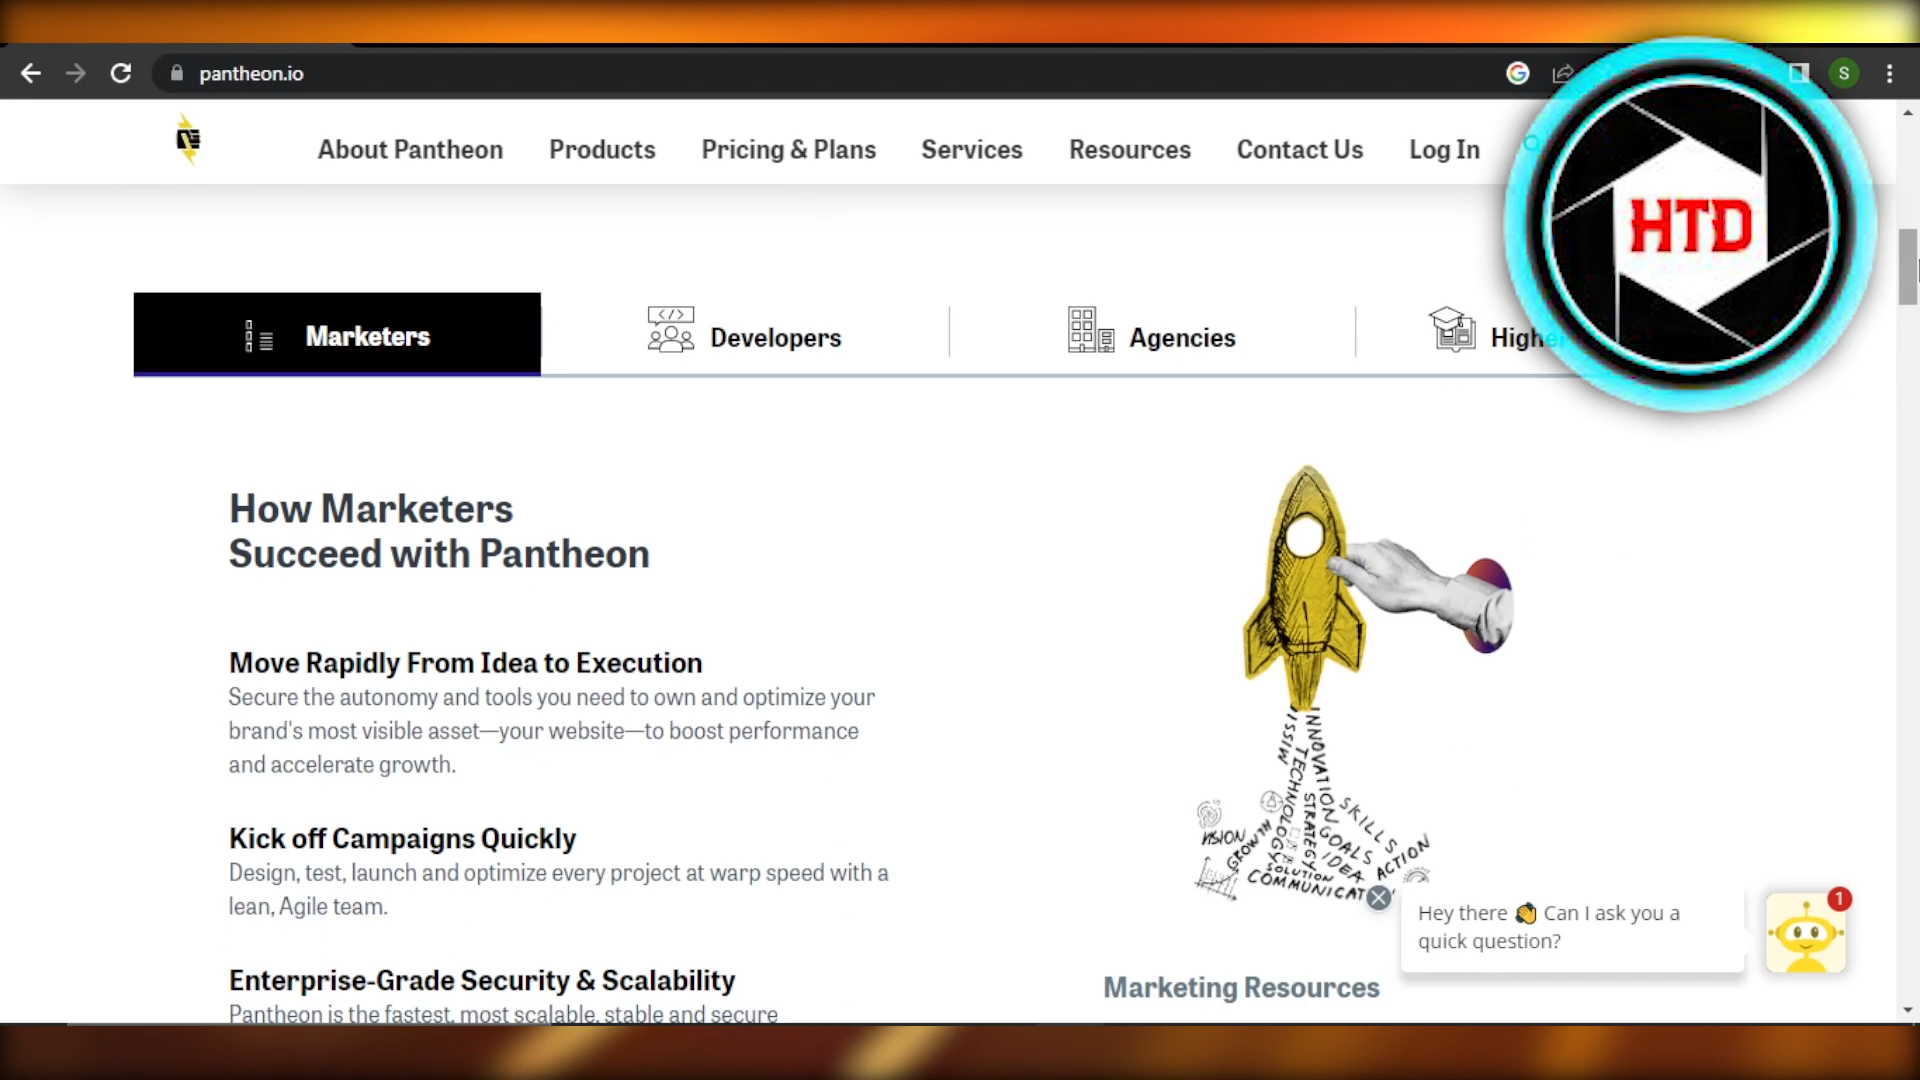 pantheon.io
S
About Pantheon Products Pricing & Plans Services Resources Contact Us Log In
HTD
Marketers
Developers
Agencies
How Marketers
Succeed with Pantheon
Move Rapidly From Idea to Execution
Secure the autonomy and tools you need to own and optimize your
brand's most visible asset—your website—to boost performance
and accelerate growth.
Kick off Campaigns Quickly
Design, test, launch and optimize every project at warp speed with a
lean, Agile team.
Enterprise-Grade Security & Scalability
Pantheon is the fastest, most scalable, stable and secure
INNOVATION
TECHNOLOGY
STRATEGY
SKILLS
GOALS
IDEA
ACTION
VISION
GROWTH
SOLUTION
Marketing Resources
Hey there 👏 Can I ask you a
quick question?
1